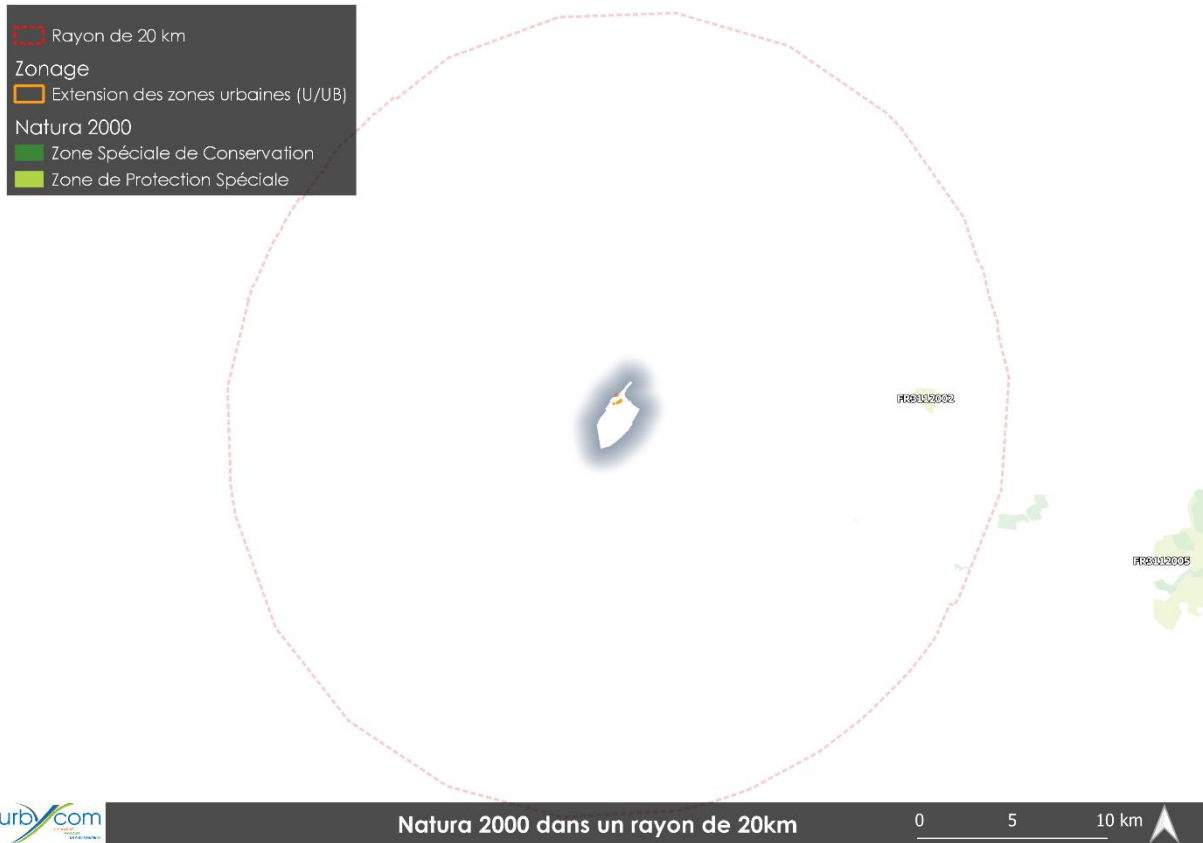 Rayon de 20 km
Zonage
Extension des zones urbaines (U/UB)
Natura 2000
Zone Spéciale de Conservation
Zone de Protection Spéciale
FR3112002
FR3112005
urbycom
Natura 2000 dans un rayon de 20km
0 5 10 km